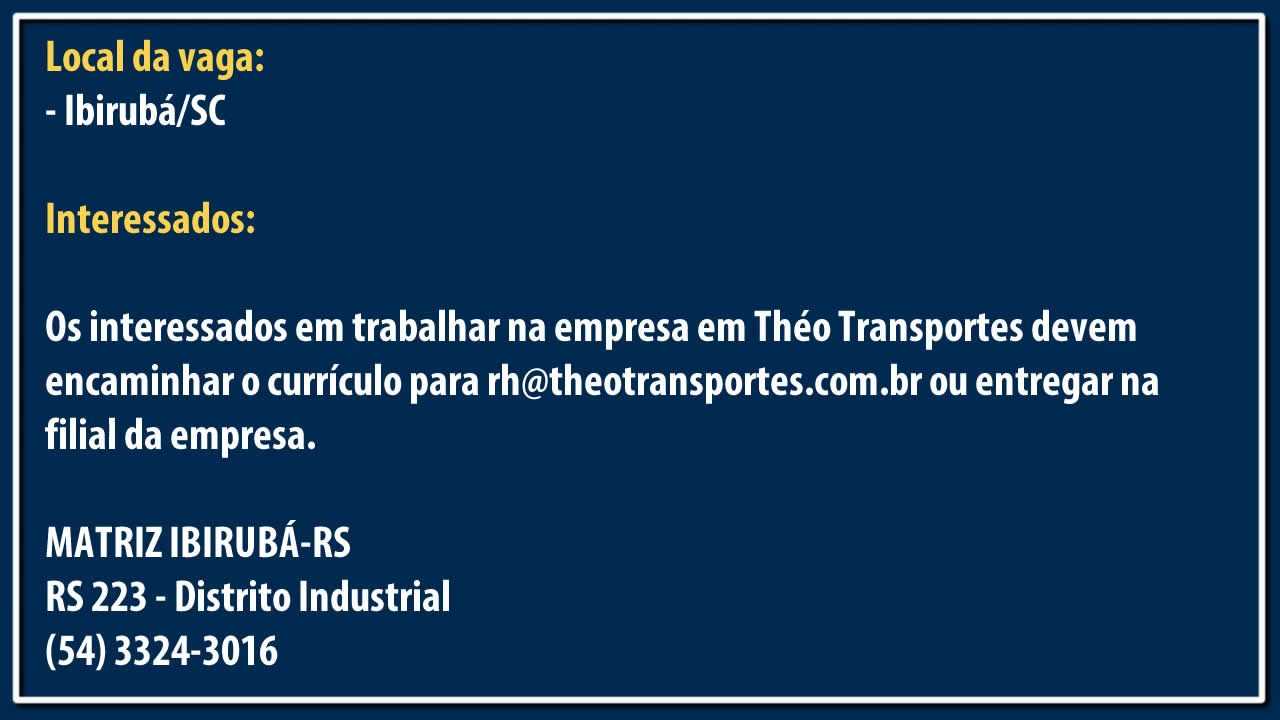 Local da vaga:
- Ibirubá/SC
Interessados:
Os interessados em trabalhar na empresa em Théo Transportes devem
encaminhar o currículo para rh@theotransportes.com.br ou entregar na
filial da empresa.
MATRIZ IBIRUBÁ-RS
RS 223 - Distrito Industrial
(54) 3324-3016